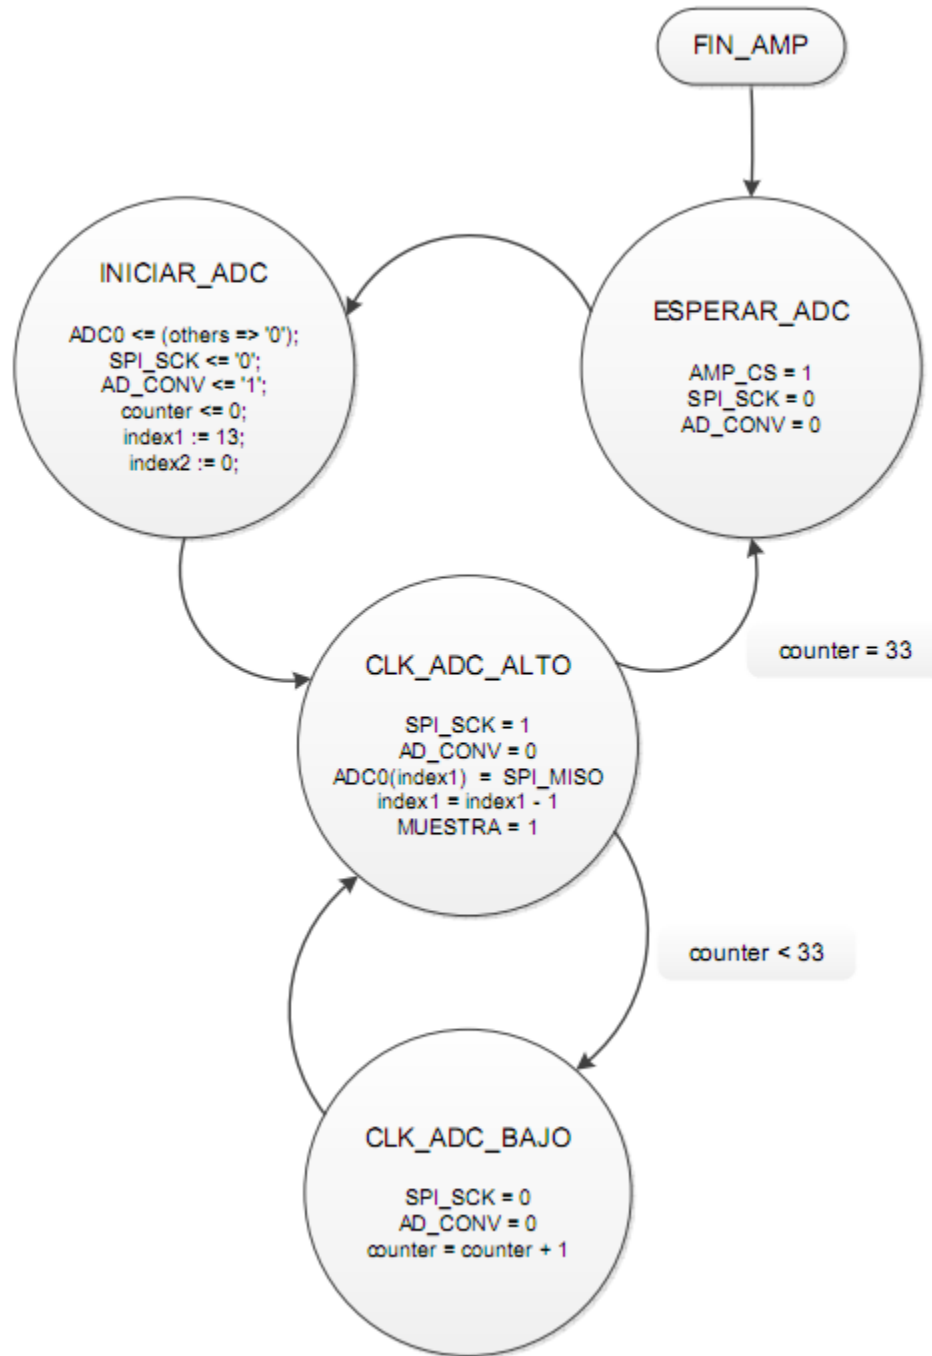 FIN_AMP
ESPERAR_ADC
AMP_CS = 1
SPI_SCK = 0
AD_CONV = 0
INICIAR_ADC
ADC0 <= (others => '0');
SPI_SCK <= '0';
AD_CONV <= '1';
counter <= 0;
index1 := 13;
index2 := 0;
CLK_ADC_ALTO
SPI_SCK = 1
AD_CONV = 0
ADC0(index1) = SPI_MISO
index1 = index1 - 1
MUESTRA = 1
counter = 33
counter < 33
CLK_ADC_BAJO
SPI_SCK = 0
AD_CONV = 0
counter = counter + 1